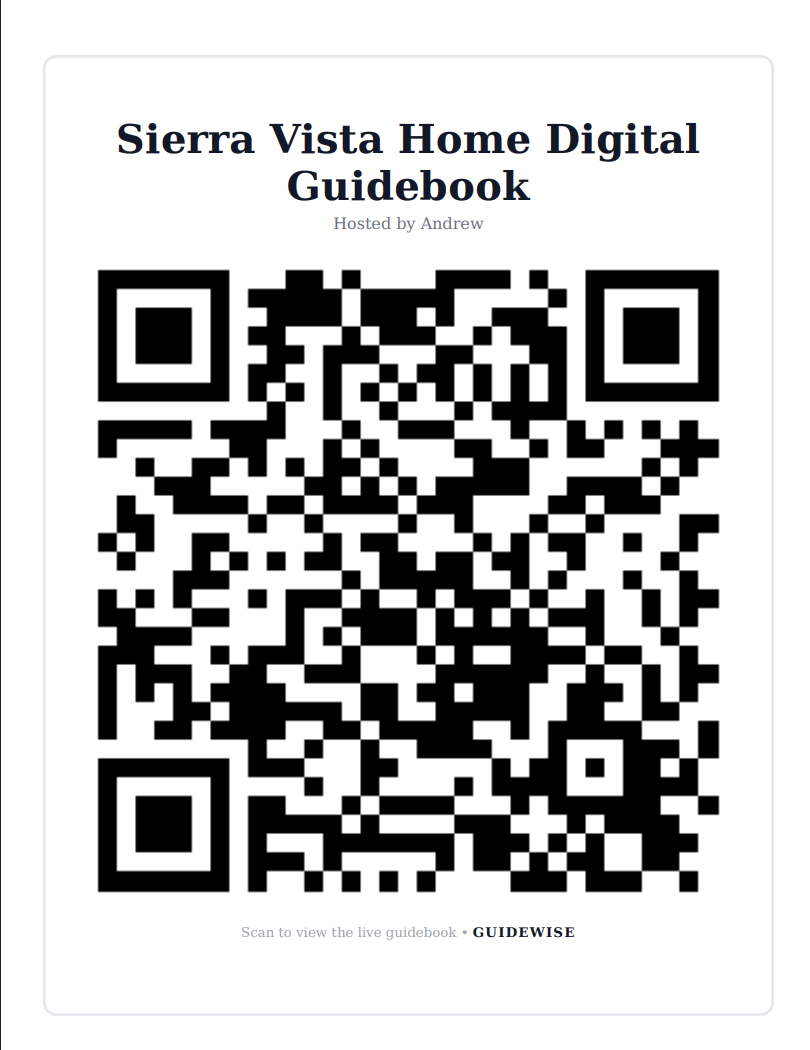 Sierra Vista Home Digital
Guidebook
Hosted by Andrew
Scan to view the live guidebook • GUIDEWISE